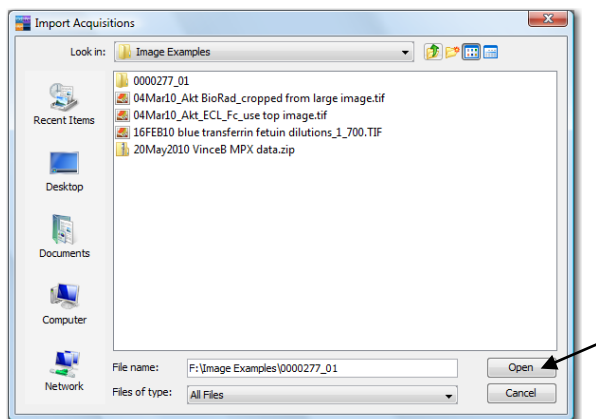 Import Acquisitions
Look in: Image Examples
0000277_01
04Mar10_Akt BioRad_cropped from large image.tif
04Mar10_Akt_ECL_Fc_use top image.tif
16FEB10 blue transferrin fetuin dilutions_1_700.TIF
20May2010 VinceB MPX data.zip
Recent Items
Desktop
Documents
Computer
Network
File name: F:\Image Examples\0000277_01 Open
Files of type: All Files Cancel